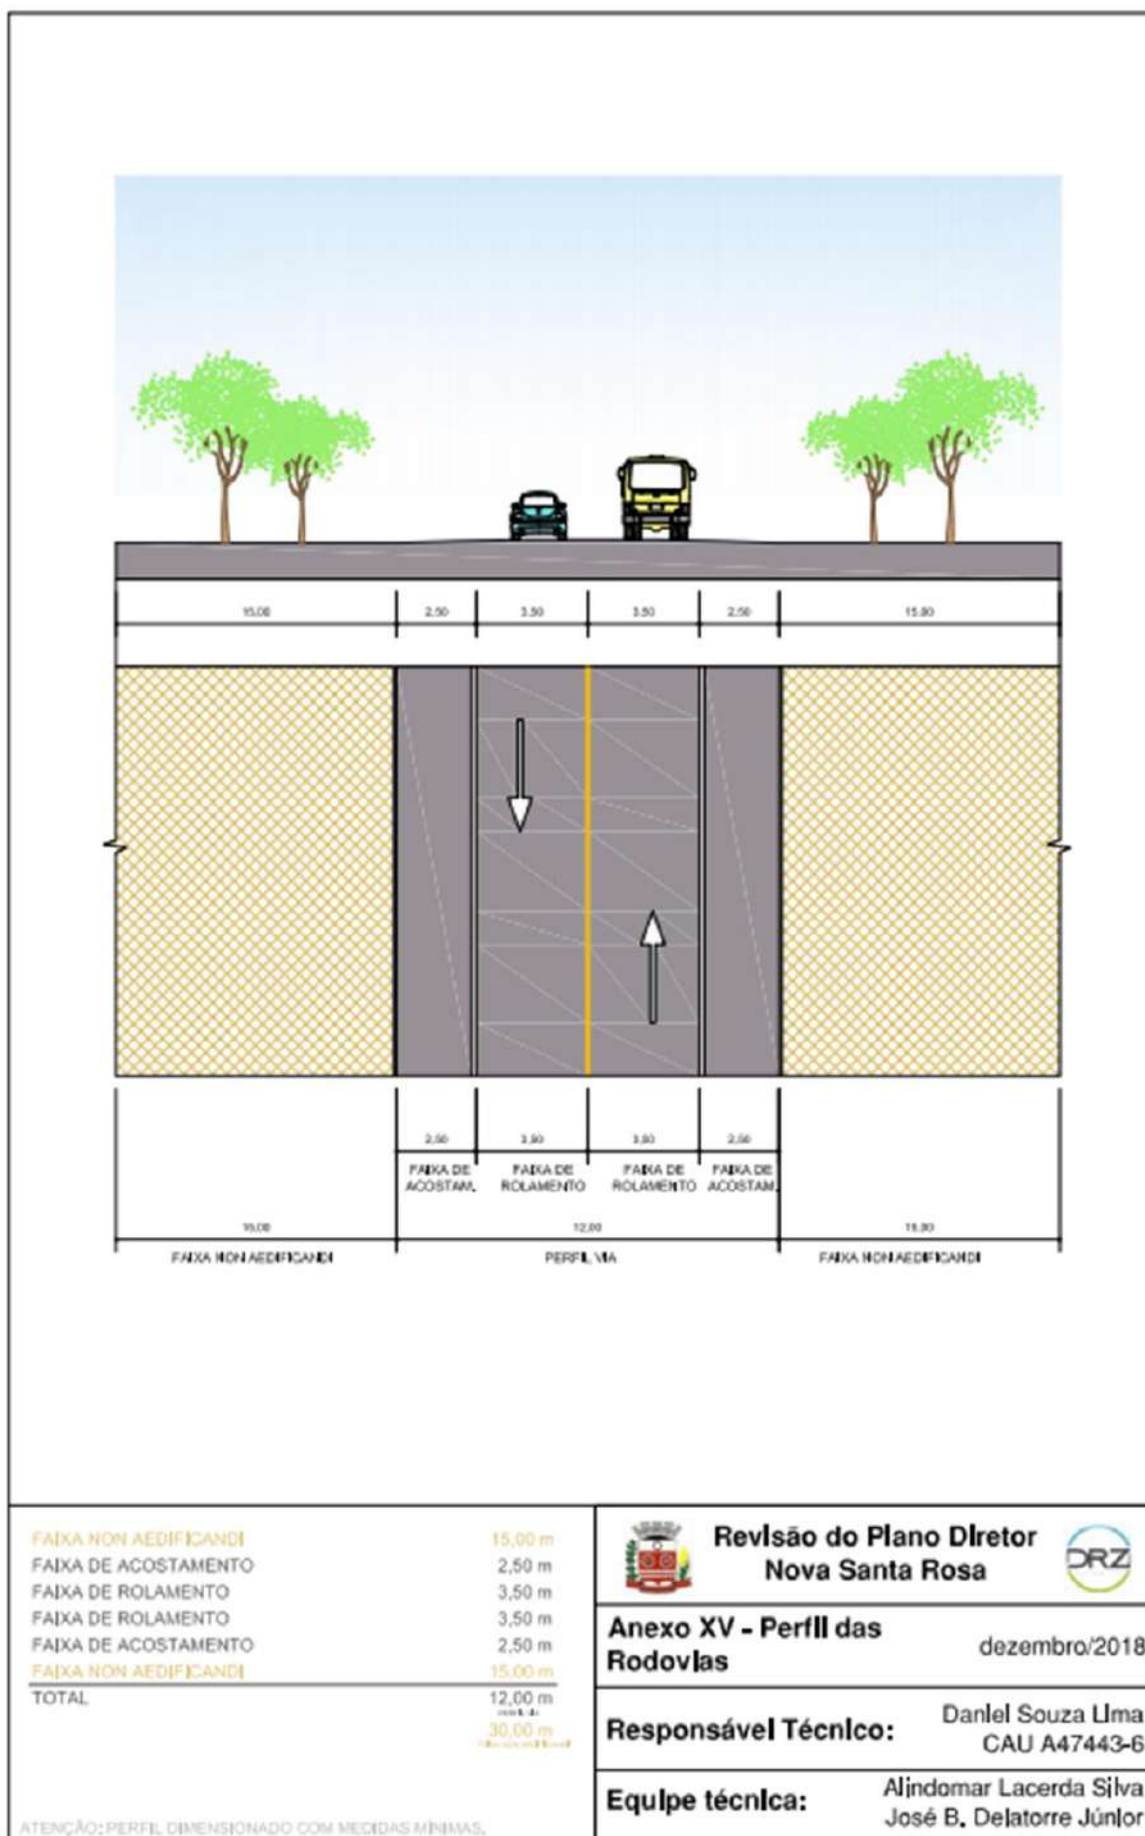 15,00 2,50 3,50 3,50 2,50 15,00
2,50 3,50 3,50 2,50
FAIXA DE ACOSTAM. FAIXA DE ROLAMENTO FAIXA DE ROLAMENTO FAIXA DE ACOSTAM.
15,00 12,00 15,00
FAIXA NON AEDIFICANDI PERFIL VIA FAIXA NON AEDIFICANDI
FAIXA NON AEDIFICANDI 15,00 m
FAIXA DE ACOSTAMENTO 2,50 m
FAIXA DE ROLAMENTO 3,50 m
FAIXA DE ROLAMENTO 3,50 m
FAIXA DE ACOSTAMENTO 2,50 m
FAIXA NON AEDIFICANDI 15,00 m
TOTAL 12,00 m
30,00 m
ATENÇÃO: PERFIL DIMENSIONADO COM MEDIDAS MÍNIMAS.
Revisão do Plano Diretor
Nova Santa Rosa
DRZ
Anexo XV - Perfil das
Rodovias
dezembro/2018
Responsável Técnico:
Daniel Souza Lima
CAU A47443-6
Equipe técnica:
Alindomar Lacerda Silva
José B. Delatorre Júnior